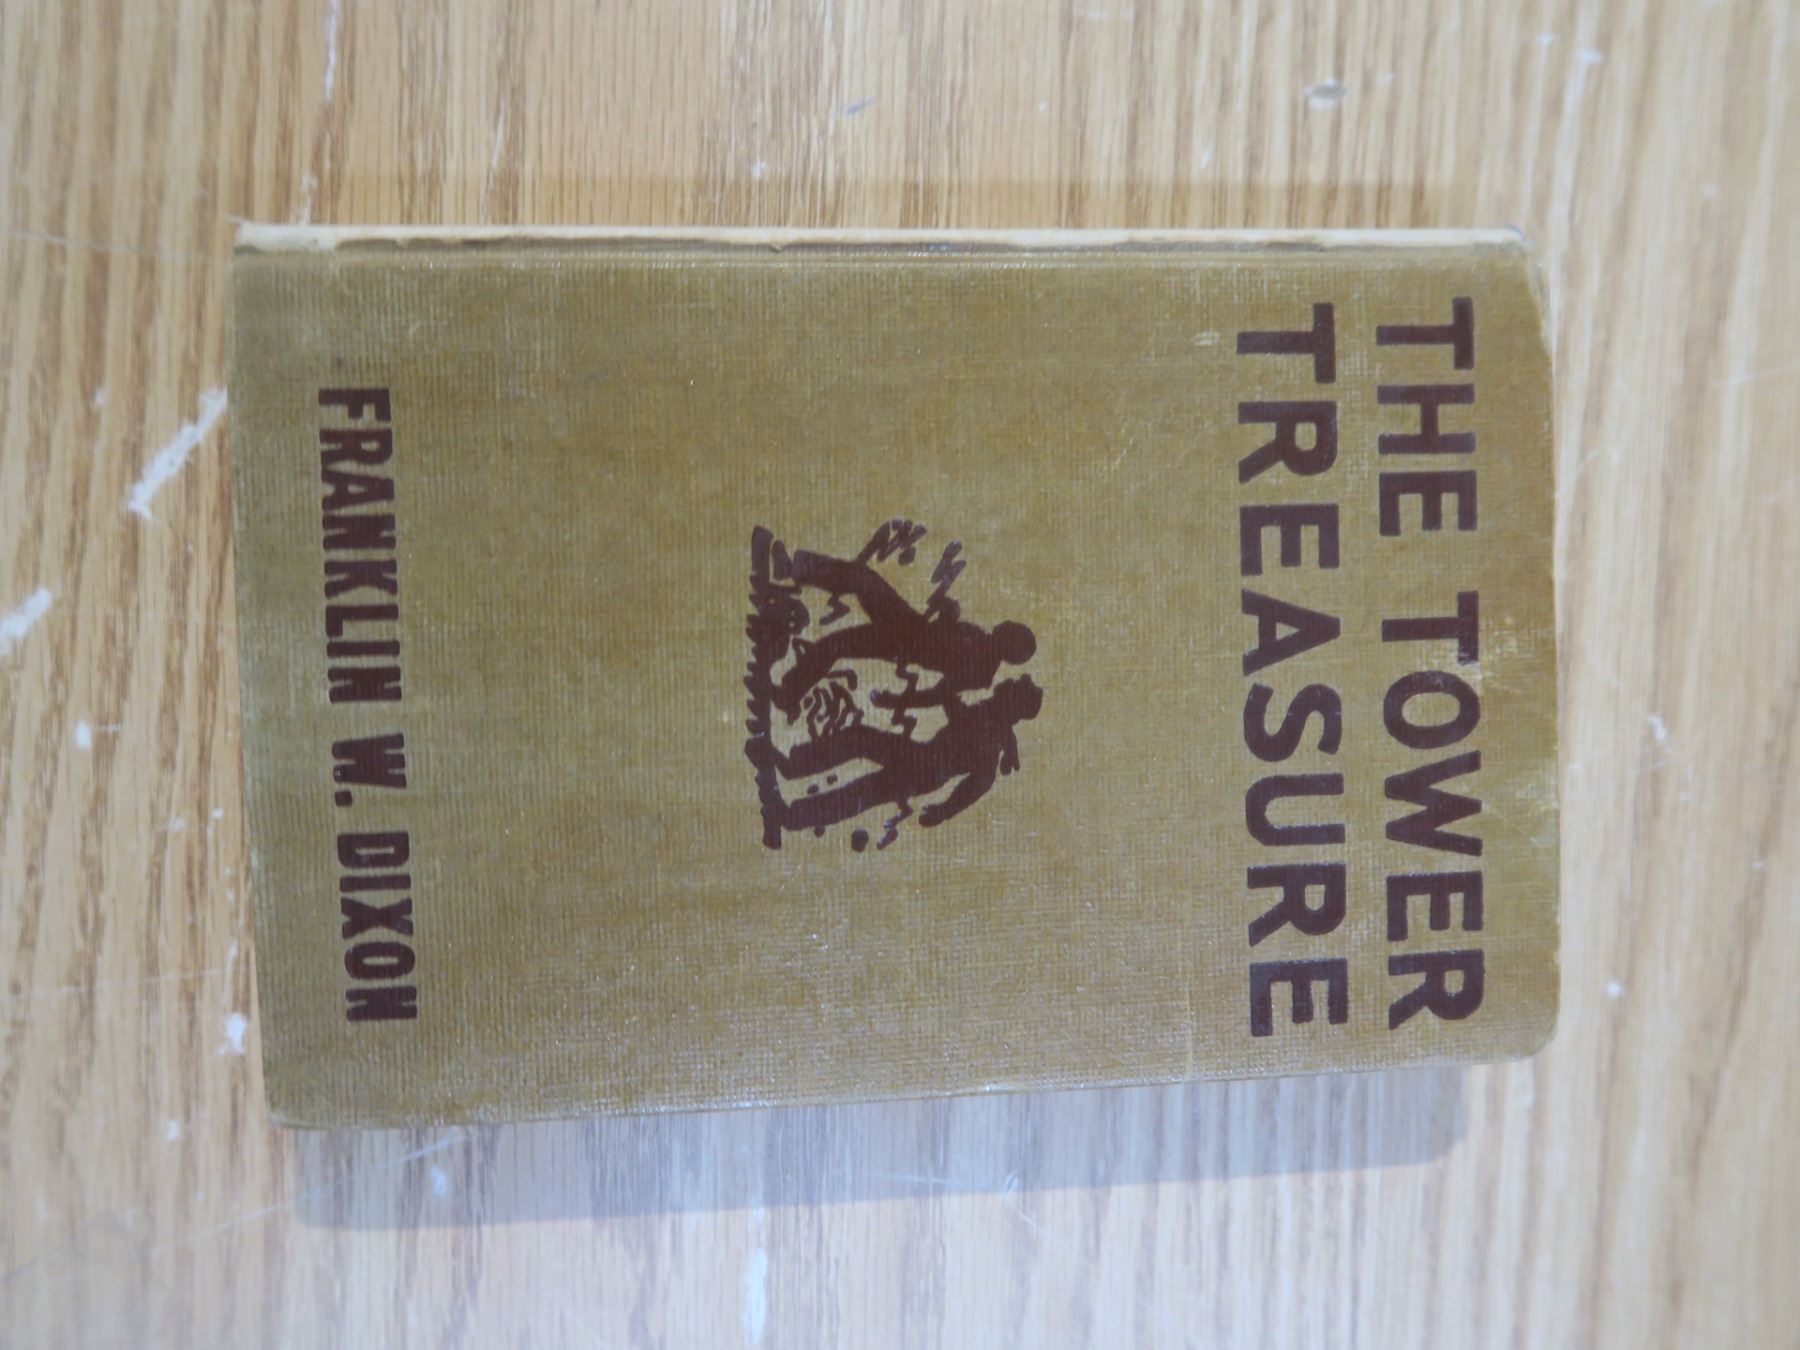 THE TOWER
TREASURE
FRANKLIN W. DIXON